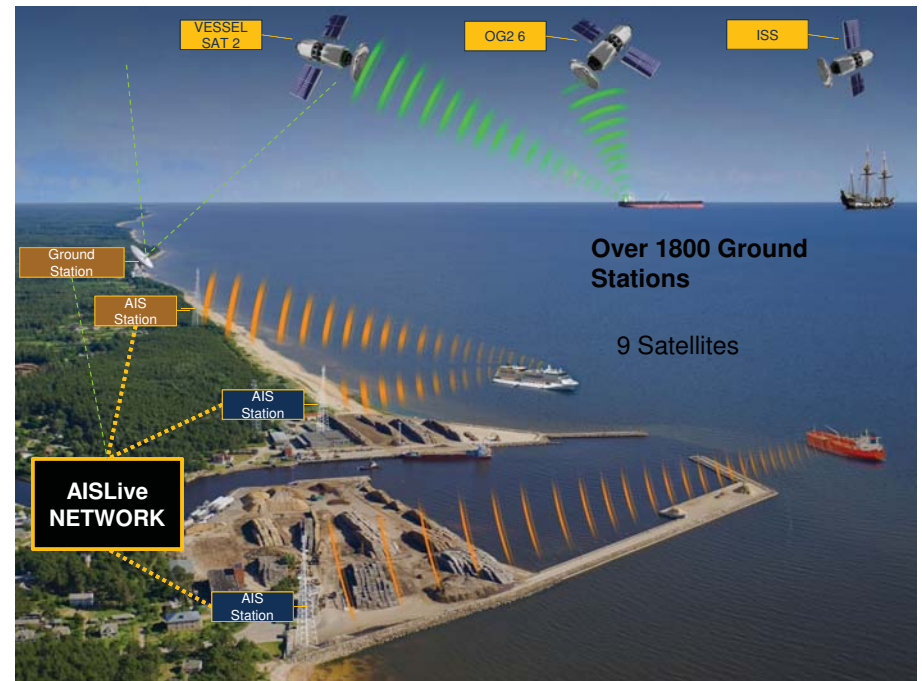 VESSEL
SAT 2
OG2 6
ISS
Ground
Station
Over 1800 Ground
Stations
AIS
Station
9 Satellites
AIS
Station
AISLive
NETWORK
AIS
Station